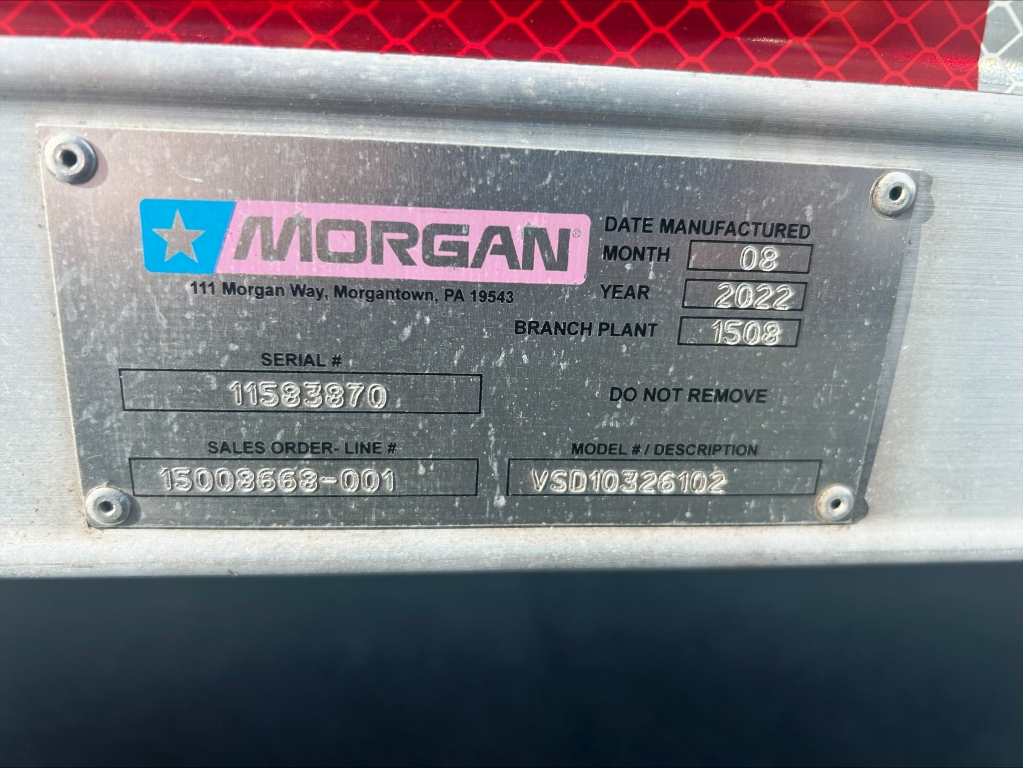 MORGAN®
111 Morgan Way, Morgantown, PA 19543
DATE MANUFACTURED
MONTH 08
YEAR 2022
BRANCH PLANT 1508
SERIAL #
11583870
DO NOT REMOVE
SALES ORDER- LINE #
15008668-001
MODEL # / DESCRIPTION
VSD10326102